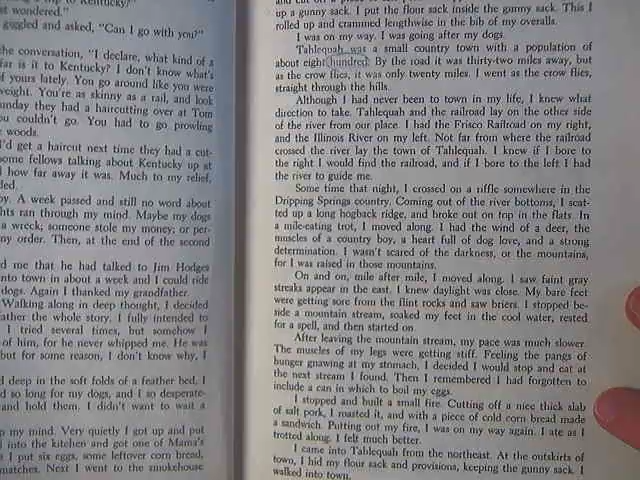 to Kentucky?"
st wondered."
giggled and asked, "Can I go with you?"
the conversation, "I declare, what kind of a
far is it to Kentucky? I don't know what's
f yours lately. You go around like you were
weight. You're as skinny as a rail, and look
unday they had a haircutting over at Tom
ou couldn't go. You had to go prowling
woods.
'd get a haircut next time they had a cut-
some fellows talking about Kentucky up at
how far away it was. Much to my relief,
ded.
by. A week passed and still no word about
hts ran through my mind. Maybe my dogs
a wreck; someone stole my money; or per-
my order. Then, at the end of the second
d me that he had talked to Jim Hodges
nto town in about a week and I could ride
dogs. Again I thanked my grandfather.
Walking along in deep thought, I decided
ather the whole story. I fully intended to
I tried several times, but somehow I
of him, for he never whipped me. He was
but for some reason, I don't know why, I
d deep in the soft folds of a feather bed, I
d so long for my dogs, and I so desperate-
and hold them. I didn't want to wait a
p my mind. Very quietly I got up and put
into the kitchen and got one of Mama's
I put six eggs, some leftover corn bread,
matches. Next I went to the smokehouse
up a gunny sack. I put the flour sack inside the gunny sack. This I
rolled up and crammed lengthwise in the bib of my overalls.
I was on my way. I was going after my dogs.
Tahlequah was a small country town with a population of
about eight hundred. By the road it was thirty-two miles away, but
as the crow flies, it was only twenty miles. I went as the crow flies,
straight through the hills.
Although I had never been to town in my life, I knew what
direction to take. Tahlequah and the railroad lay on the other side
of the river from our place. I had the Frisco Railroad on my right,
and the Illinois River on my left. Not far from where the railroad
crossed the river lay the town of Tahlequah. I knew if I bore to
the right I would find the railroad, and if I bore to the left I had
the river to guide me.
Some time that night, I crossed on a riffle somewhere in the
Dripping Springs country. Coming out of the river bottoms, I scat-
ted up a long hogback ridge, and broke out on top in the flats. In
a mile-eating trot, I moved along. I had the wind of a deer, the
muscles of a country boy, a heart full of dog love, and a strong
determination. I wasn't scared of the darkness, or the mountains,
for I was raised in those mountains.
On and on, mile after mile, I moved along. I saw faint gray
streaks appear in the east. I knew daylight was close. My bare feet
were getting sore from the flint rocks and saw briers. I stopped be-
side a mountain stream, soaked my feet in the cool water, rested
for a spell, and then started on.
After leaving the mountain stream, my pace was much slower.
The muscles of my legs were getting stiff. Feeling the pangs of
hunger gnawing at my stomach, I decided I would stop and eat at
the next stream I found. Then I remembered I had forgotten to
include a can in which to boil my eggs.
I stopped and built a small fire. Cutting off a nice thick slab
of salt pork, I roasted it, and with a piece of cold corn bread made
a sandwich. Putting out my fire, I was on my way again. I ate as I
trotted along. I felt much better.
I came into Tahlequah from the northeast. At the outskirts of
town, I hid my flour sack and provisions, keeping the gunny sack. I
walked into town.